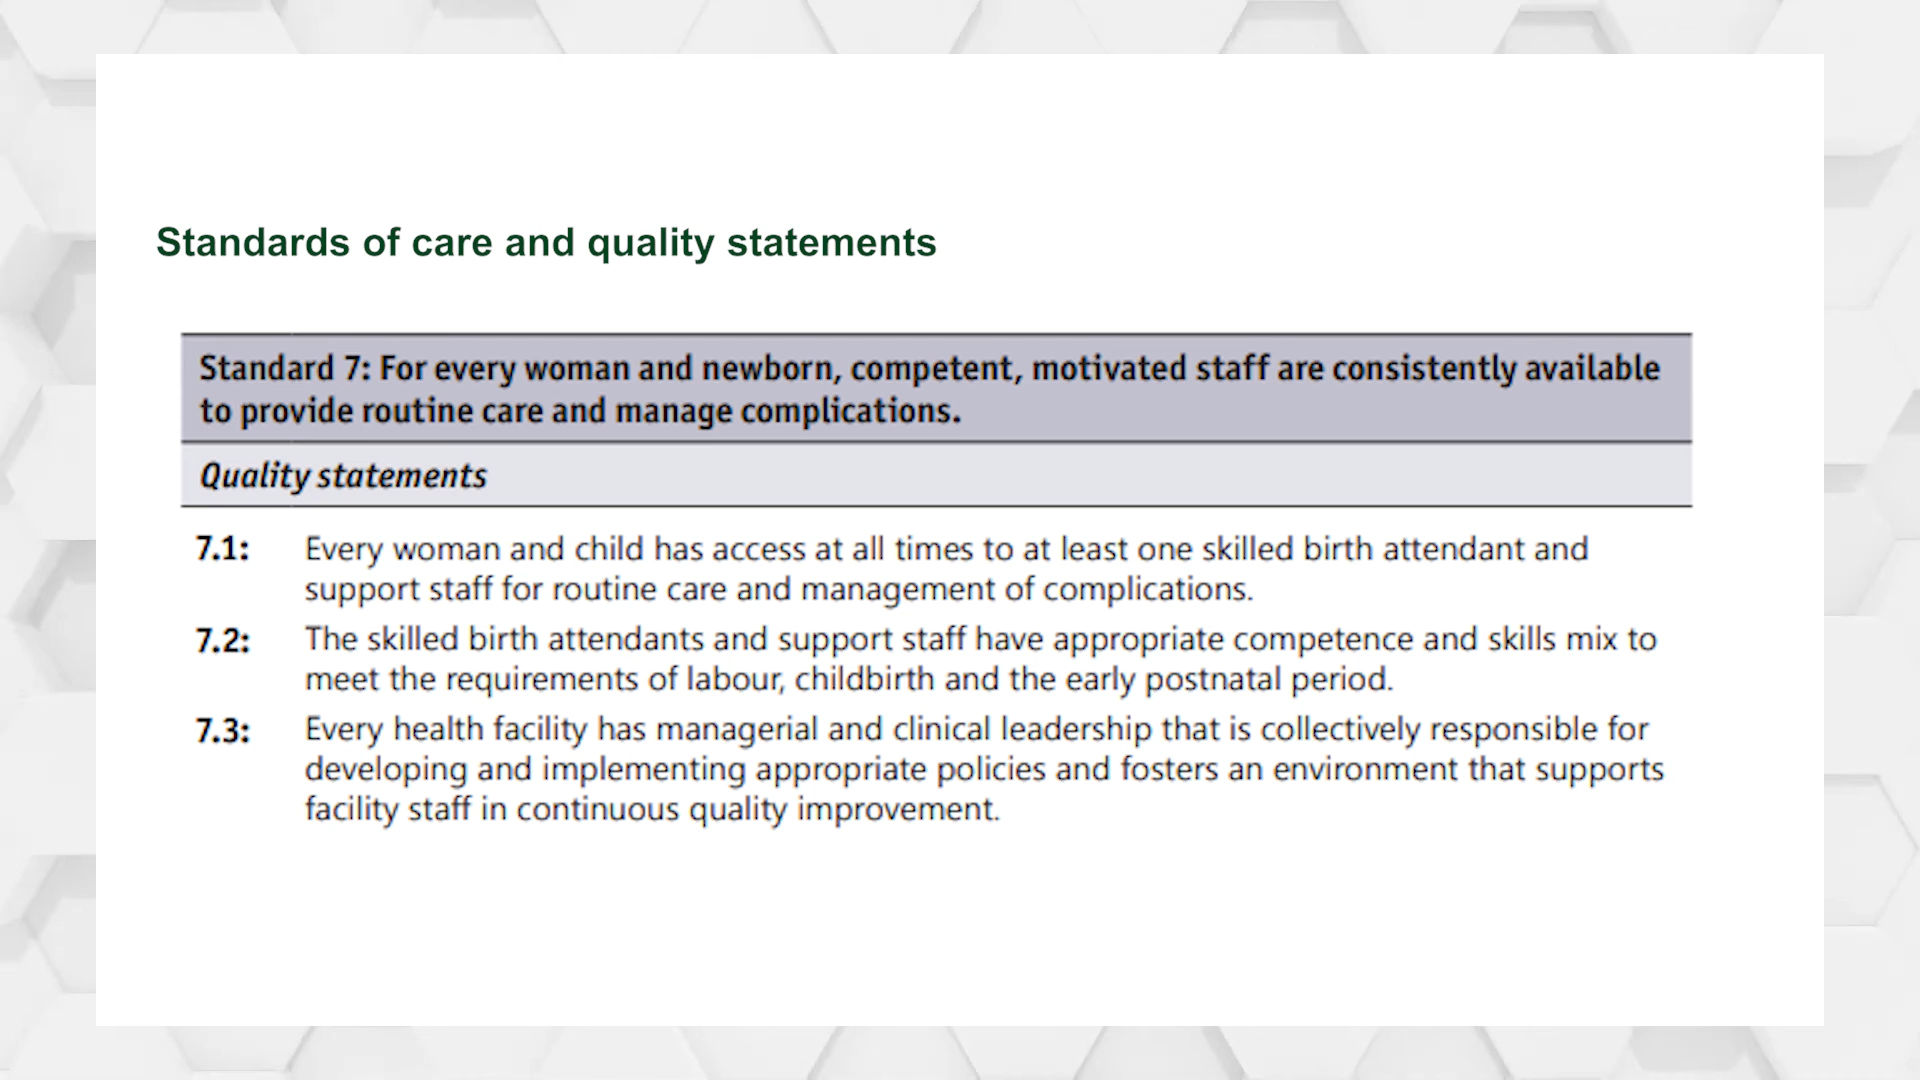 Standards of care and quality statements
Standard 7: For every woman and newborn, competent, motivated staff are consistently available
to provide routine care and manage complications.
Quality statements
7.1: Every woman and child has access at all times to at least one skilled birth attendant and
support staff for routine care and management of complications.
7.2: The skilled birth attendants and support staff have appropriate competence and skills mix to
meet the requirements of labour, childbirth and the early postnatal period.
7.3: Every health facility has managerial and clinical leadership that is collectively responsible for
developing and implementing appropriate policies and fosters an environment that supports
facility staff in continuous quality improvement.